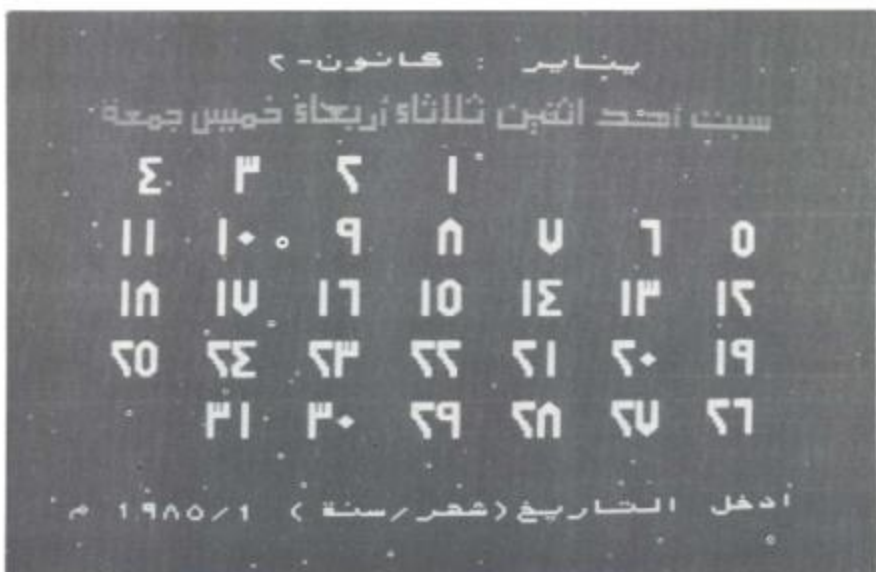 يناير : كانون-٢
سبت أحد اثنين ثلاثاء أربعاء خميس جمعة
١ ٢ ٣ ٤
٥ ٦ ٧ ٨ ٩ ١٠ ١١
١٢ ١٣ ١٤ ١٥ ١٦ ١٧ ١٨
١٩ ٢٠ ٢١ ٢٢ ٢٣ ٢٤ ٢٥
٢٦ ٢٧ ٢٨ ٢٩ ٣٠ ٣١
أدخل التاريخ (شهر/سنة) ١٩٨٥/١ م